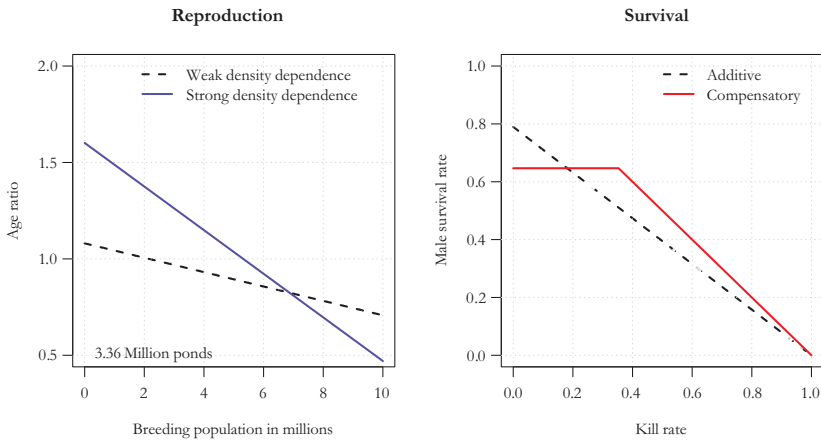 Reproduction
Weak density dependence
Strong density dependence
2.0
1.5
1.0
0.5
Age ratio
3.36 Million ponds
0 2 4 6 8 10
Breeding population in millions
Survival
Additive
Compensatory
1.0
0.8
0.6
0.4
0.2
0.0
Male survival rate
0.0 0.2 0.4 0.6 0.8 1.0
Kill rate